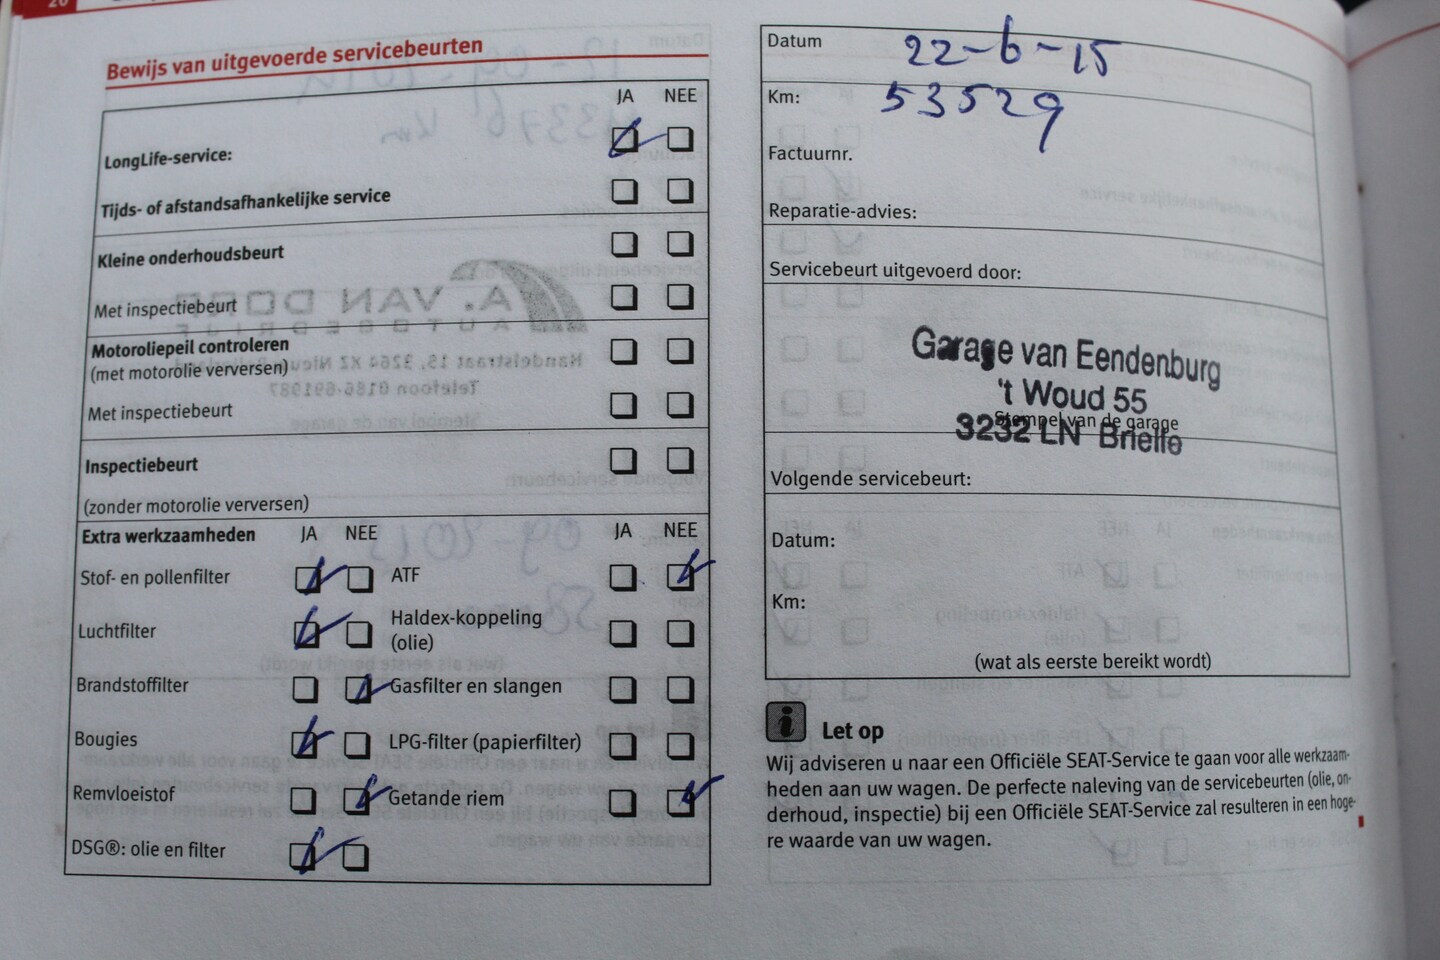 20
Bewijs van uitgevoerde servicebeurten
JA NEE
LongLife-service:
Tijds- of afstandsafhankelijke service
Kleine onderhoudsbeurt
Met inspectiebeurt
Motoroliepeil controleren
(met motorolie verversen)
Met inspectiebeurt
Inspectiebeurt
(zonder motorolie verversen)
Extra werkzaamheden JA NEE JA NEE
Stof- en pollenfilter ATF
Luchtfilter Haldex-koppeling
(olie)
Brandstoffilter Gasfilter en slangen
Bougies LPG-filter (papierfilter)
Remvloeistof Getande riem
DSG®: olie en filter
Datum 22-6-15
Km: 53529
Factuurnr.
Reparatie-advies:
Servicebeurt uitgevoerd door:
Garage van Eendenburg
't Woud 55
Stempel van de garage
3232 LN Brielle
Volgende servicebeurt:
Datum:
Km:
(wat als eerste bereikt wordt)
i Let op
Wij adviseren u naar een Officiële SEAT-Service te gaan voor alle werkzaam-
heden aan uw wagen. De perfecte naleving van de servicebeurten (olie, on-
derhoud, inspectie) bij een Officiële SEAT-Service zal resulteren in een hoge-
re waarde van uw wagen.